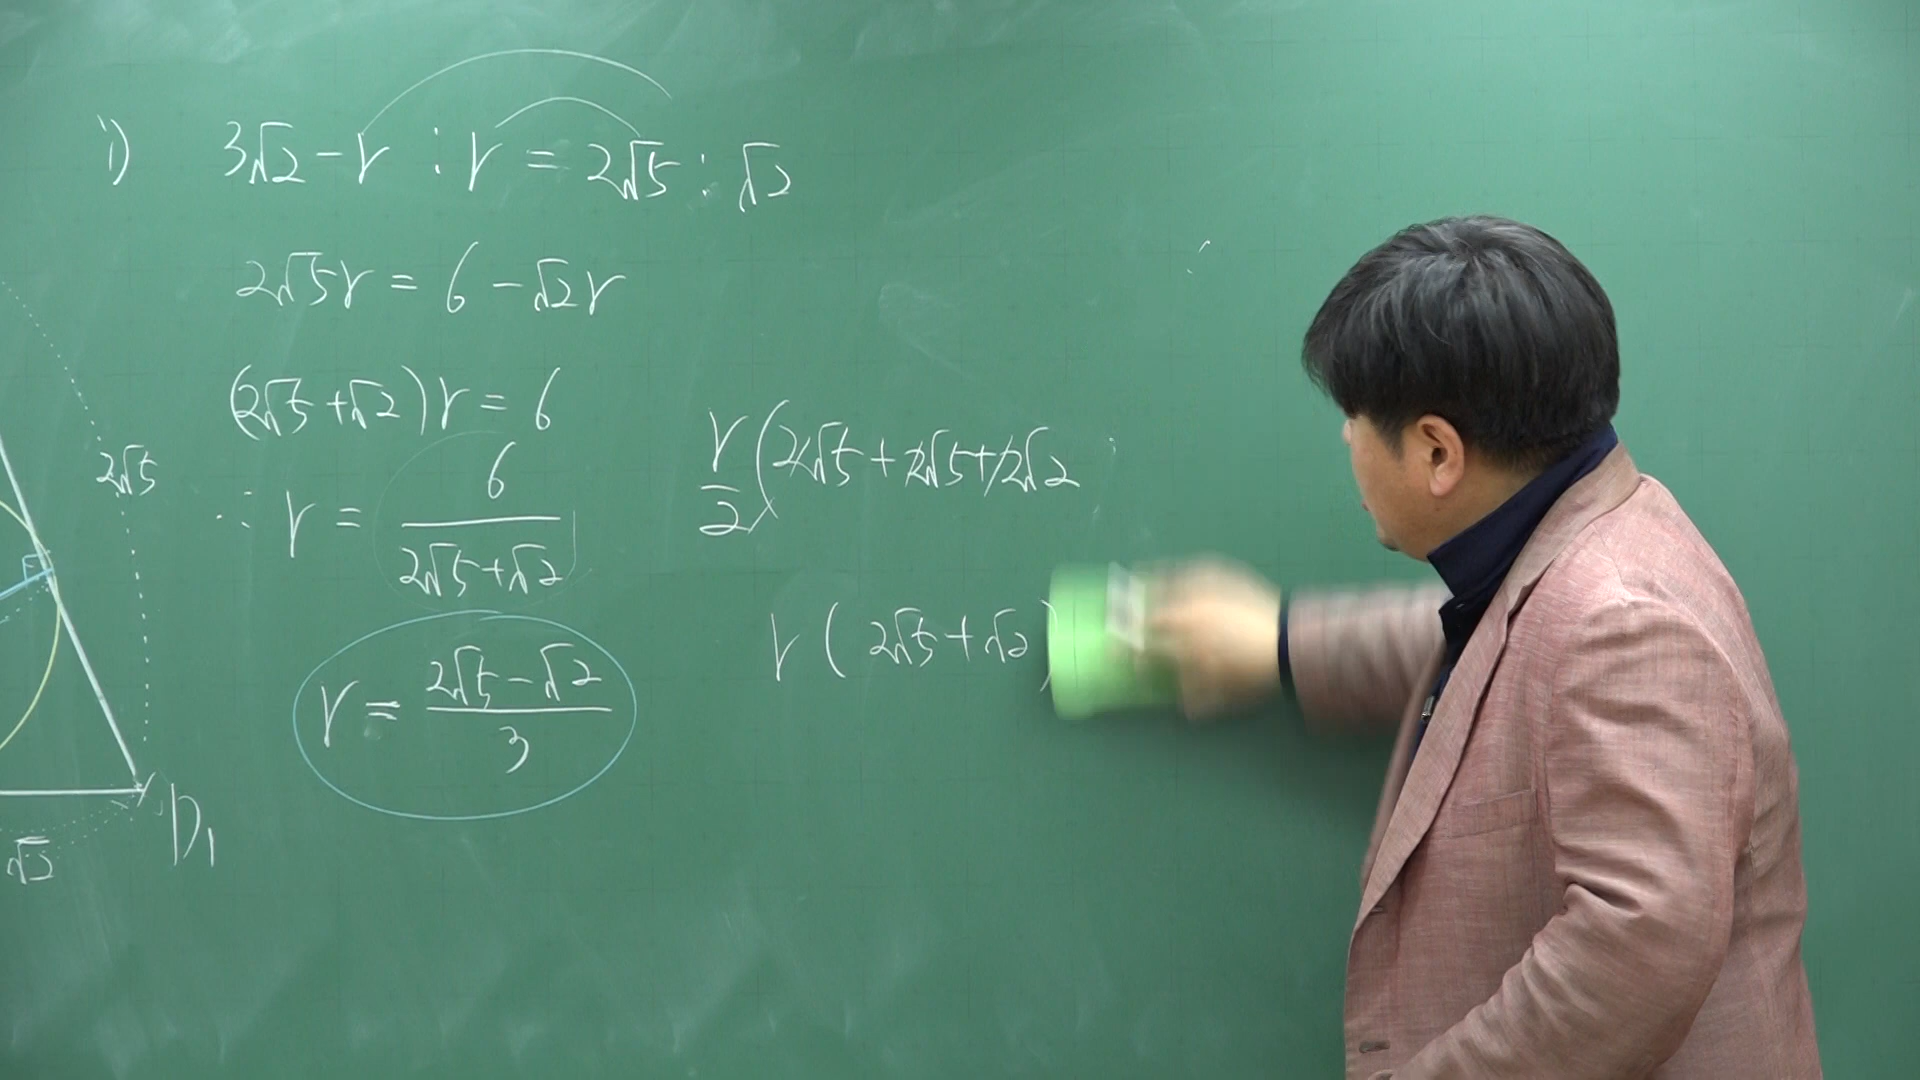 i) 3√2 - r : r = 2√5 : √2
2√5r = 6 - √2r
(2√5 + √2)r = 6
∴ r = 6/(2√5+√2)
r = (2√5-√2)/3
r/2(2√5 + 2√5 + 2√2
r(2√5 + √2)
2√5
F
D₁
√2